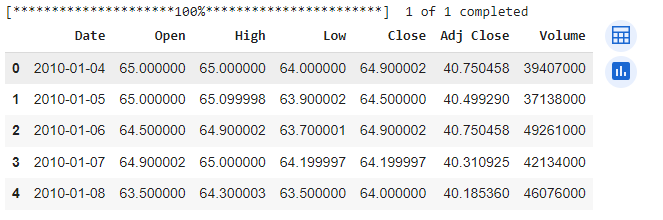 [*********************100%***********************]  1 of 1 completed
Date Open High Low Close Adj Close Volume
0 2010-01-04 65.000000 65.000000 64.000000 64.900002 40.750458 39407000
1 2010-01-05 65.000000 65.099998 63.900002 64.500000 40.499290 37138000
2 2010-01-06 64.500000 64.900002 63.700001 64.900002 40.750458 49261000
3 2010-01-07 64.900002 65.000000 64.199997 64.199997 40.310925 42134000
4 2010-01-08 63.500000 64.300003 63.500000 64.000000 40.185360 46076000